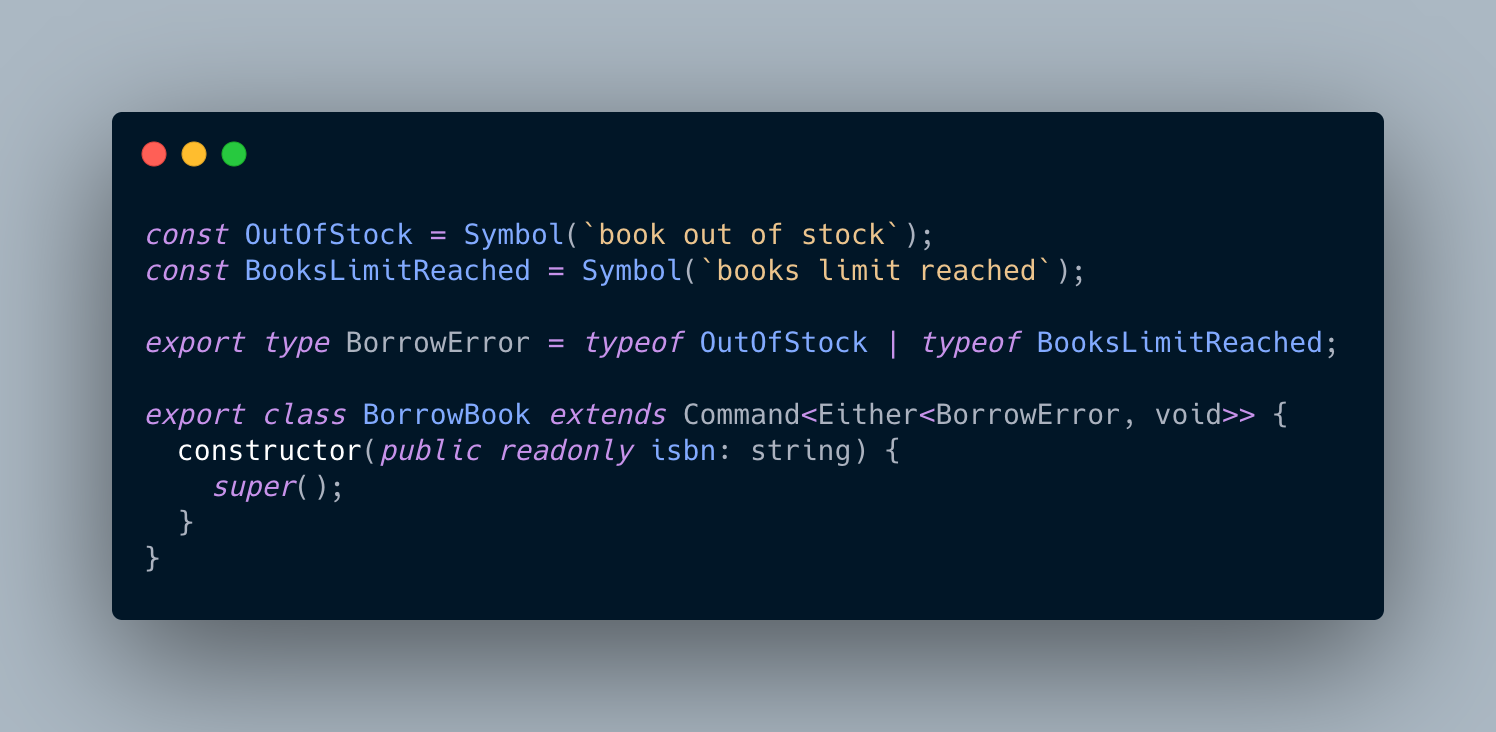 const OutOfStock = Symbol(`book out of stock`);
const BooksLimitReached = Symbol(`books limit reached`);

export type BorrowError = typeof OutOfStock | typeof BooksLimitReached;

export class BorrowBook extends Command<Either<BorrowError, void>> {
  constructor(public readonly isbn: string) {
    super();
  }
}